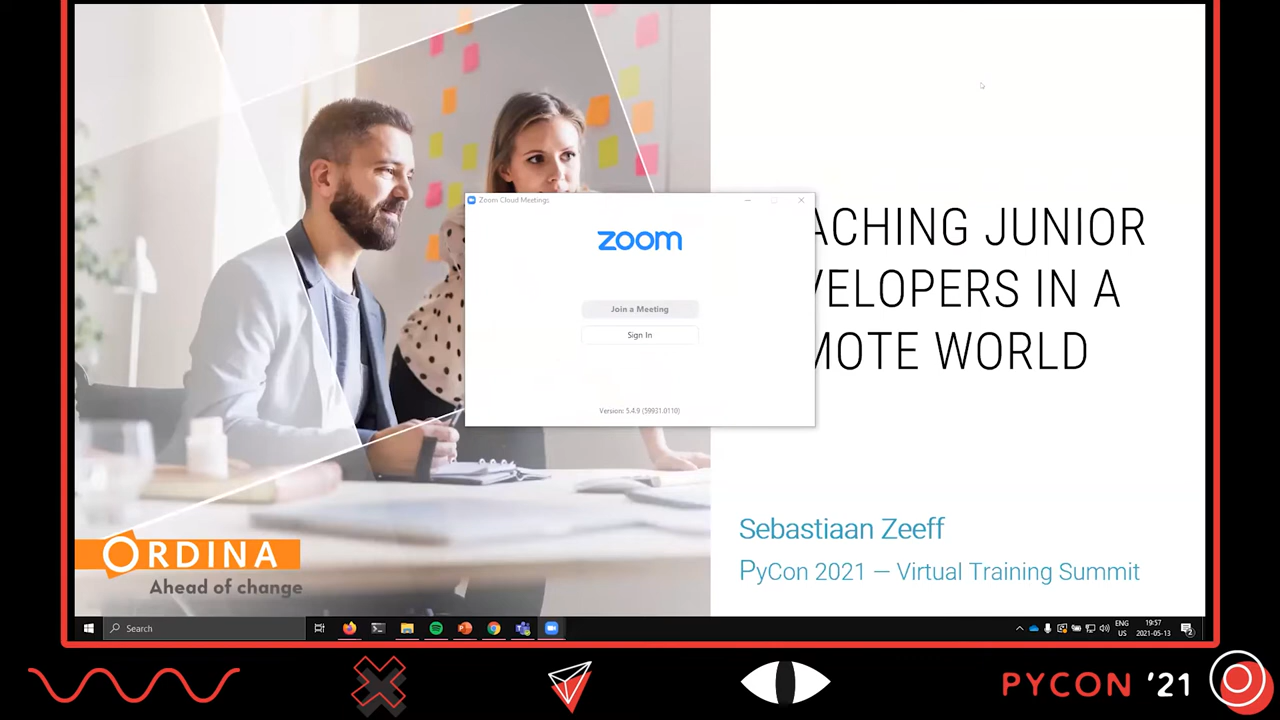 Zoom Cloud Meetings
zoom
Join a Meeting
Sign In
Version: 5.4.9 (59931.0110)
ACHING JUNIOR
VELOPERS IN A
MOTE WORLD
Sebastiaan Zeeff
PyCon 2021 — Virtual Training Summit
ORDINA
Ahead of change
Search
ENG
US
19:57
2021-05-13
2
PYCON '21